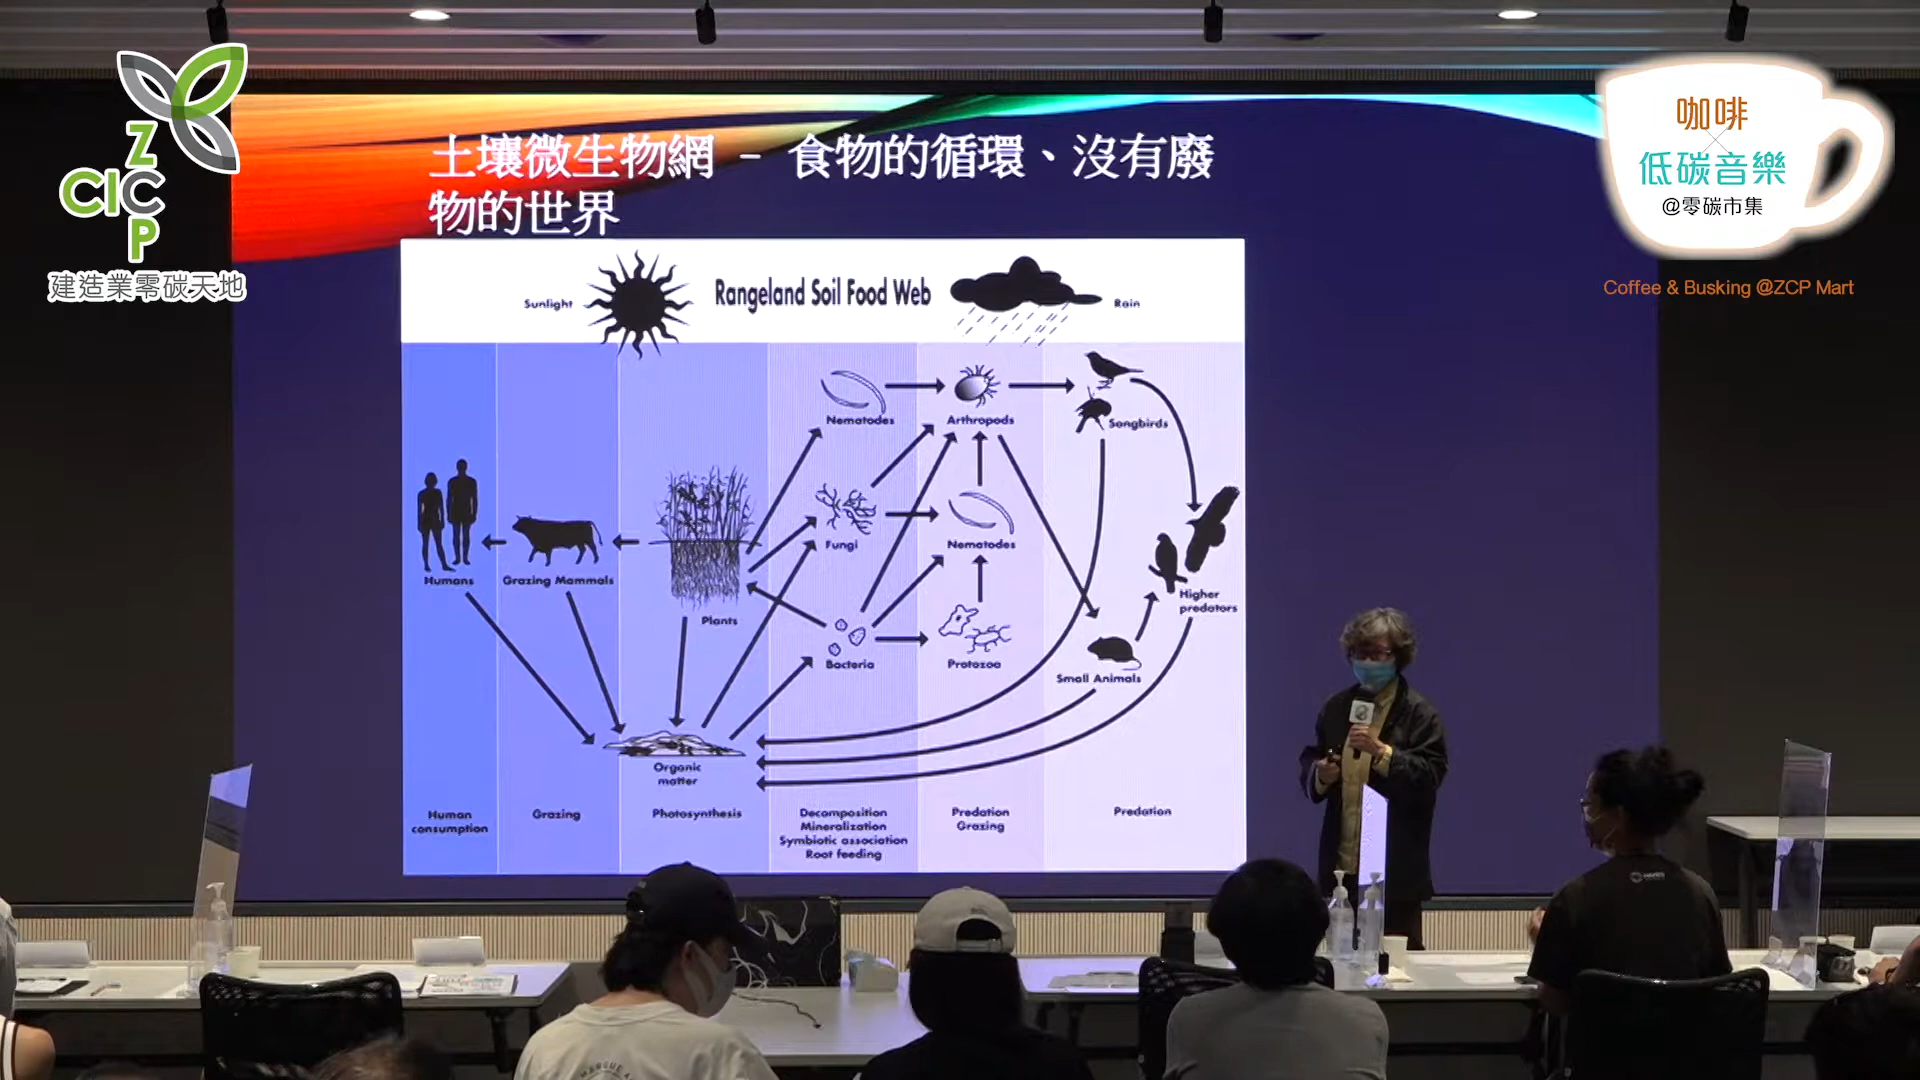 Z
CIC
P
建造業零碳天地
咖啡
×
低碳音樂
@零碳市集
Coffee & Busking @ZCP Mart
土壤微生物網 – 食物的循環、沒有廢
物的世界
Sunlight
Rangeland Soil Food Web
Rain
Nematodes
Arthropods
Songbirds
Humans
Grazing Mammals
Plants
Fungi
Nematodes
Higher
predators
Bacteria
Protozoa
Small Animals
Organic
matter
Human
consumption
Grazing
Photosynthesis
Decomposition
Mineralization
Symbiotic association
Root feeding
Predation
Grazing
Predation